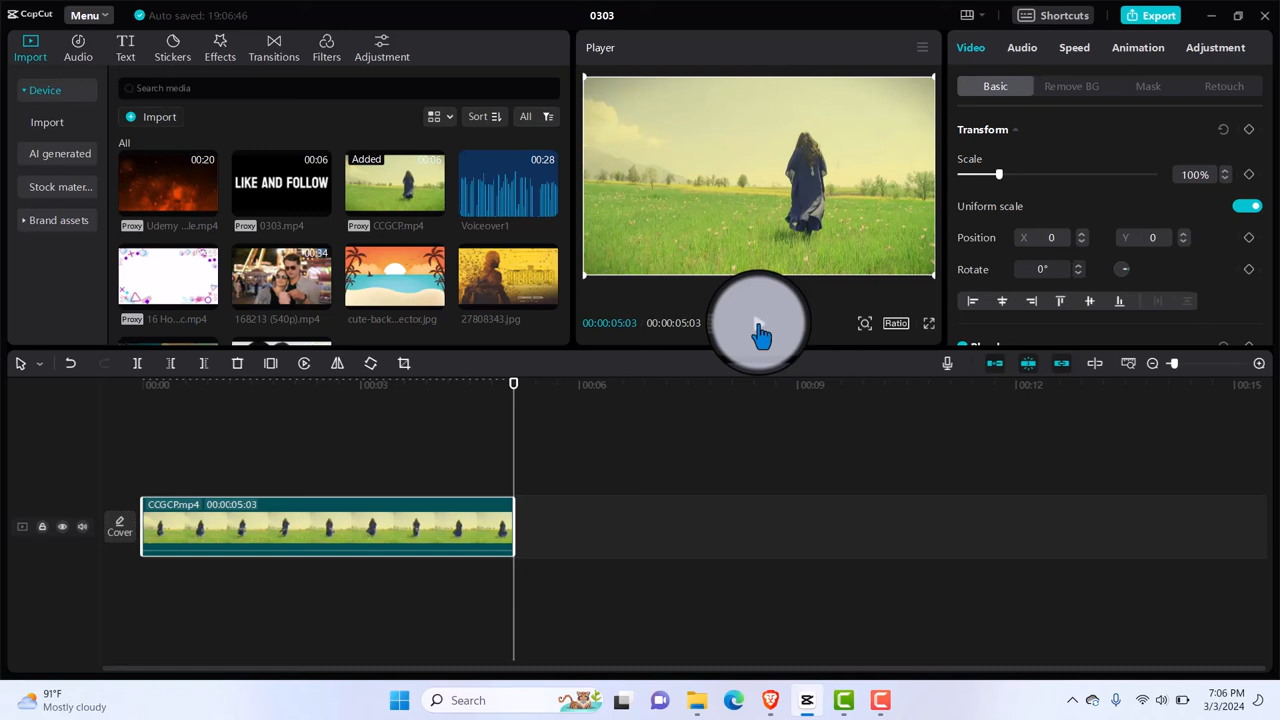 CapCut
Menu
Auto saved: 19:06:46
0303
Shortcuts
Export
Import
Audio
Text
Stickers
Effects
Transitions
Filters
Adjustment
Device
Import
AI generated
Stock mater...
Brand assets
Search media
Import
Sort
All
All
00:20
Proxy Udemy ...le.mp4
LIKE AND FOLLOW
00:06
Proxy 0303.mp4
Added
00:06
Proxy CCGCP.mp4
00:28
Voiceover1
Proxy 16 Ho...c.mp4
00:34
168213 (540p).mp4
cute-back...ector.jpg
27808343.jpg
Player
00:00:05:03
00:00:05:03
Ratio
Video
Audio
Speed
Animation
Adjustment
Basic
Remove BG
Mask
Retouch
Transform
Scale
100%
Uniform scale
Position
X 0
Y 0
Rotate
0°
00:00
00:03
00:06
00:09
00:12
00:15
Cover
CCGCP.mp4 00:00:05:03
91°F
Mostly cloudy
Search
7:06 PM
3/3/2024